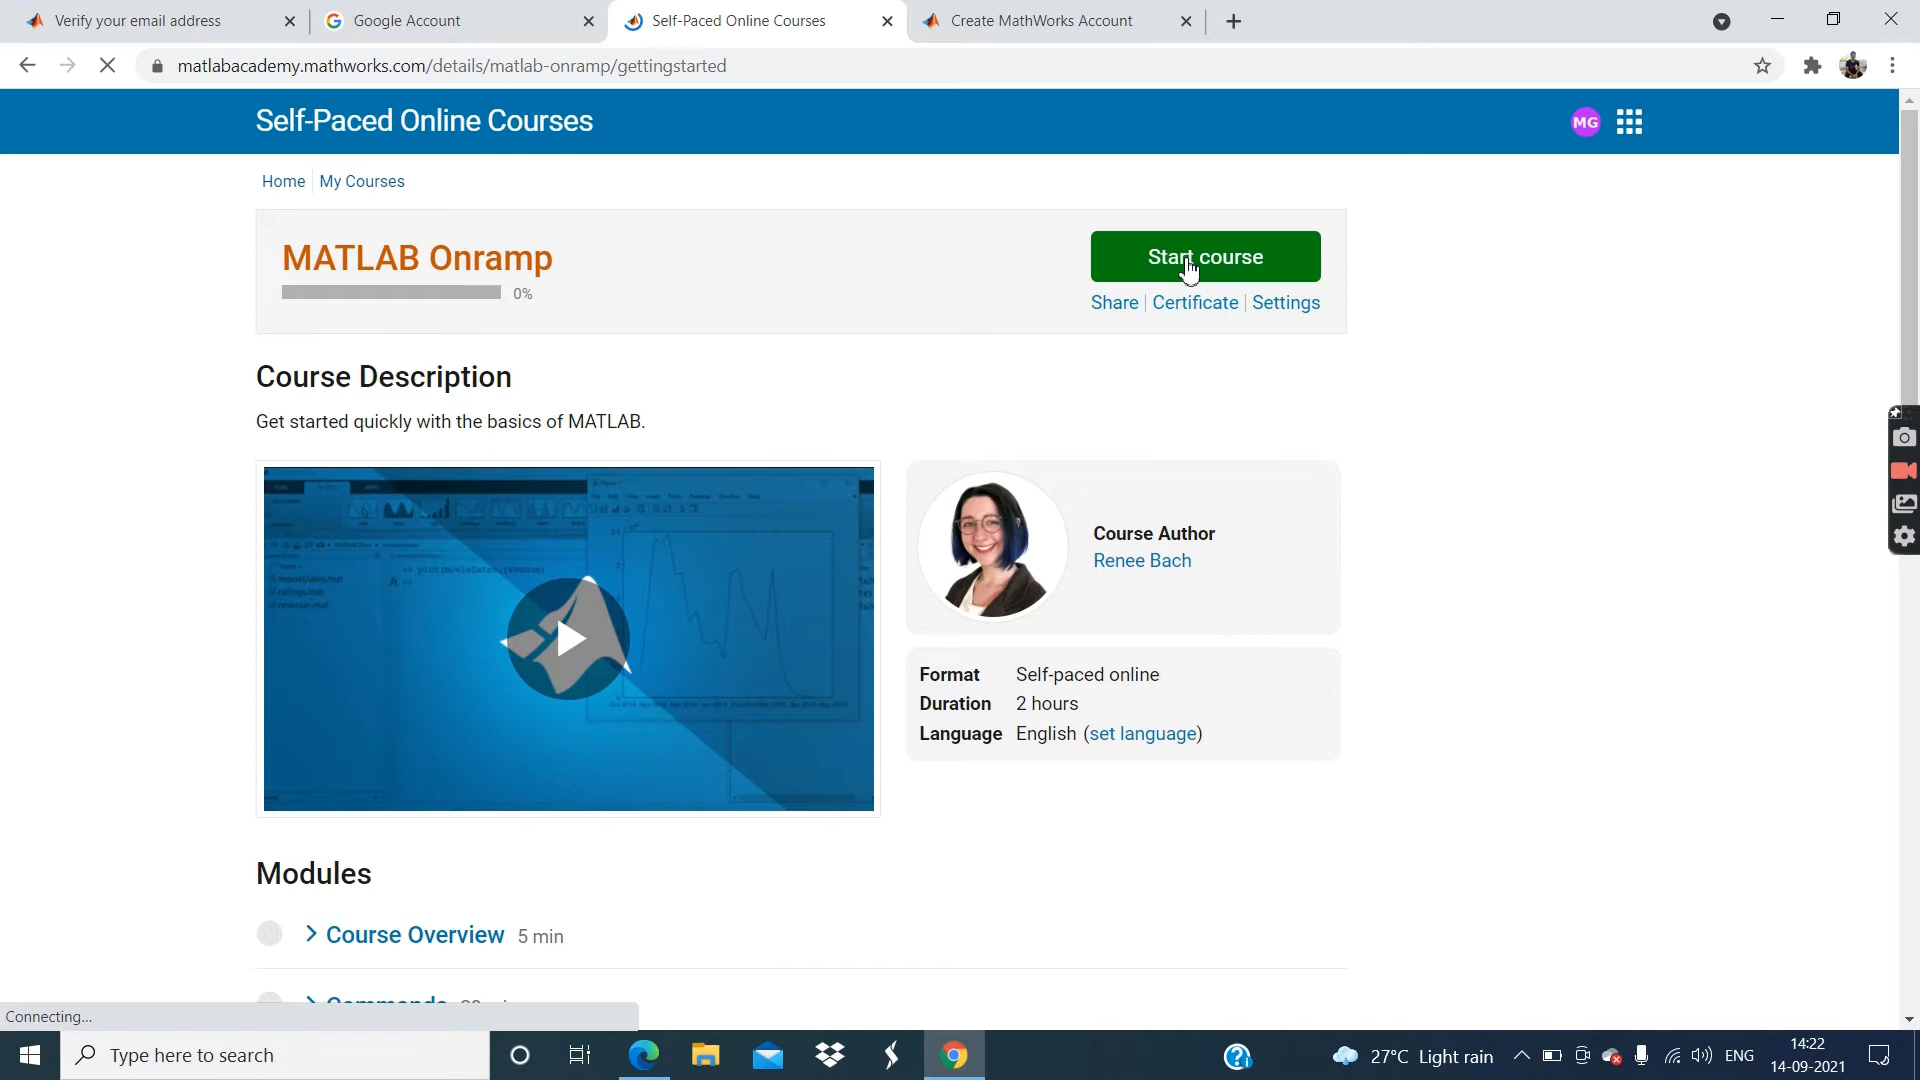 Verify your email address
Google Account
Self-Paced Online Courses
Create MathWorks Account
matlabacademy.mathworks.com/details/matlab-onramp/gettingstarted
Self-Paced Online Courses
MG
Home
My Courses
MATLAB Onramp
Start course
0%
Share
Certificate
Settings
Course Description
Get started quickly with the basics of MATLAB.
Course Author
Renee Bach
Format Self-paced online
Duration 2 hours
Language English (set language)
Modules
Course Overview 5 min
Connecting...
Type here to search
27°C Light rain
ENG
14:22
14-09-2021